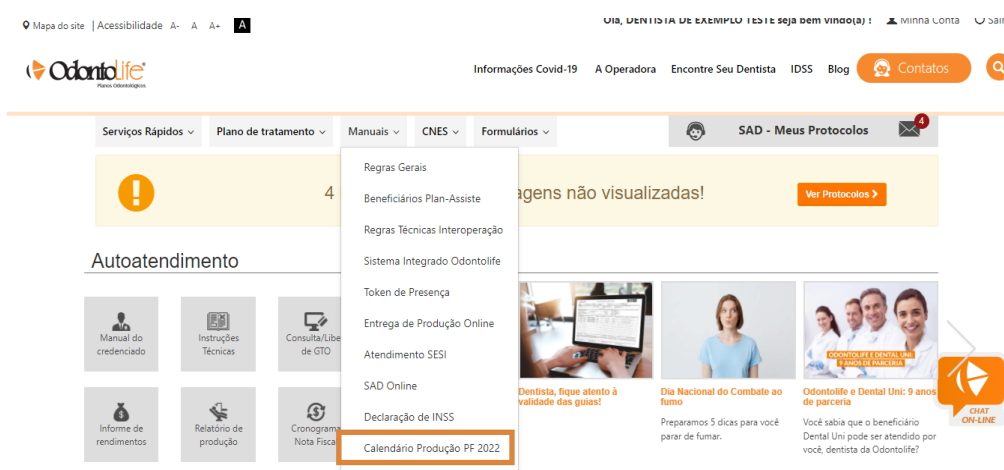 Mapa do site | Acessibilidade A- A A+ A
Olá, DENTISTA DE EXEMPLO TESTE seja bem vindo(a) ! Minha Conta Sair
OdontoLife
Planos Odontológicos
Informações Covid-19 A Operadora Encontre Seu Dentista IDSS Blog Contatos
Serviços Rápidos Plano de tratamento Manuais CNES Formulários SAD - Meus Protocolos 4
Regras Gerais
Beneficiários Plan-Assiste
Regras Técnicas Interoperação
Sistema Integrado Odontolife
Token de Presença
Entrega de Produção Online
Atendimento SESI
SAD Online
Declaração de INSS
Calendário Produção PF 2022
4 agens não visualizadas!
Ver Protocolos
Autoatendimento
Manual do
credenciado
Instruções
Técnicas
Consulta/Libe
de GTO
Informe de
rendimentos
Relatório de
produção
Cronograma
Nota Fisca
Dentista, fique atento à
validade das guias!
Dia Nacional do Combate ao
fumo
Preparamos 5 dicas para você
parar de fumar.
ODONTOLIFE E DENTAL UNI:
9 ANOS DE PARCERIA
Odontolife e Dental Uni: 9 anos
de parceria
Você sabia que o beneficiário
Dental Uni pode ser atendido por
você, dentista da Odontolife?
CHAT
ON-LINE